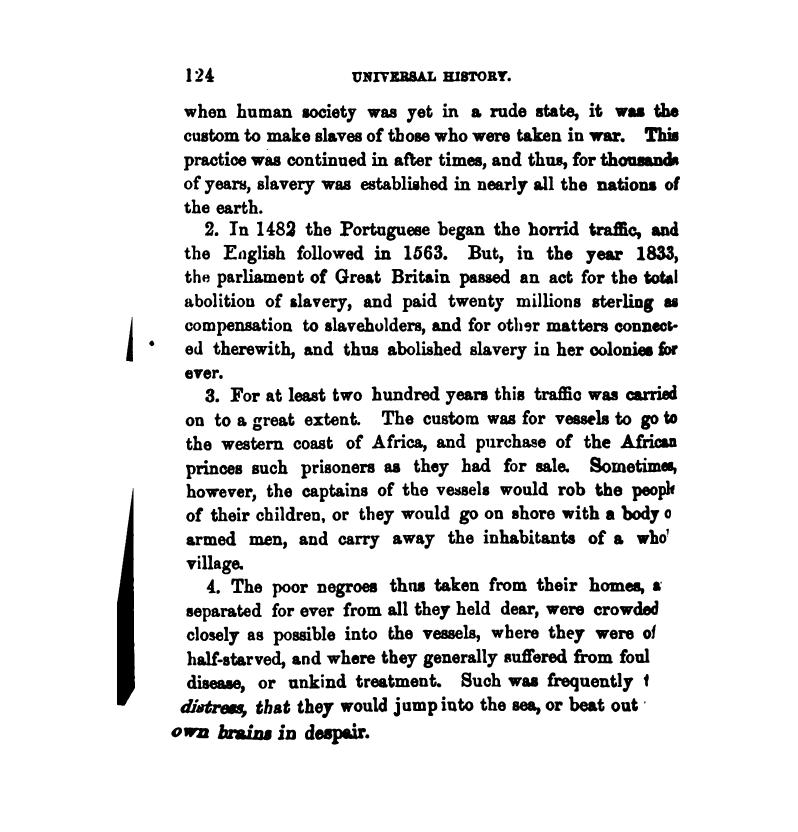 124 UNIVERSAL HISTORY.
when human society was yet in a rude state, it was the
custom to make slaves of those who were taken in war. This
practice was continued in after times, and thus, for thousands
of years, slavery was established in nearly all the nations of
the earth.
2. In 1482 the Portuguese began the horrid traffic, and
the English followed in 1563. But, in the year 1833,
the parliament of Great Britain passed an act for the total
abolition of slavery, and paid twenty millions sterling as
compensation to slaveholders, and for other matters connect-
ed therewith, and thus abolished slavery in her colonies for
ever.
3. For at least two hundred years this traffic was carried
on to a great extent. The custom was for vessels to go to
the western coast of Africa, and purchase of the African
princes such prisoners as they had for sale. Sometimes,
however, the captains of the vessels would rob the people
of their children, or they would go on shore with a body o
armed men, and carry away the inhabitants of a who
village.
4. The poor negroes thus taken from their homes, a
separated for ever from all they held dear, were crowded
closely as possible into the vessels, where they were of
half-starved, and where they generally suffered from foul
disease, or unkind treatment. Such was frequently t
distress, that they would jump into the sea, or beat out
own brains in despair.